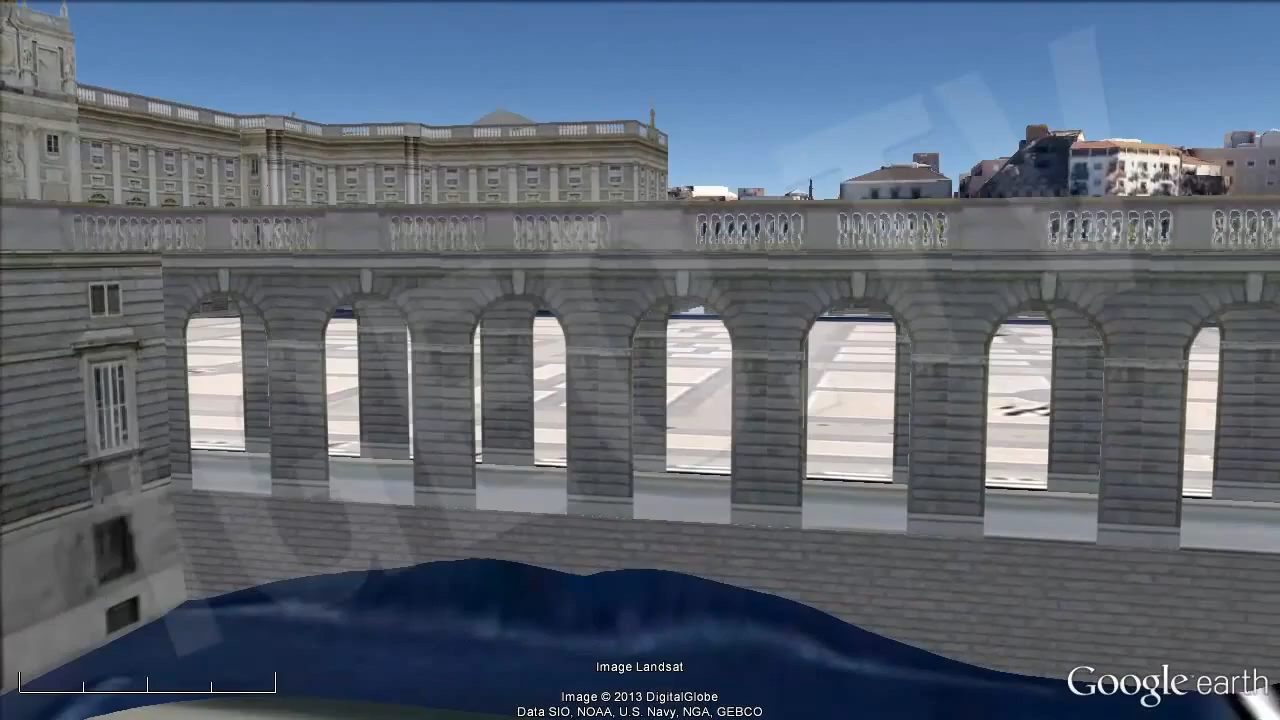 Image Landsat
Image © 2013 DigitalGlobe
Data SIO, NOAA, U.S. Navy, NGA, GEBCO
Google earth